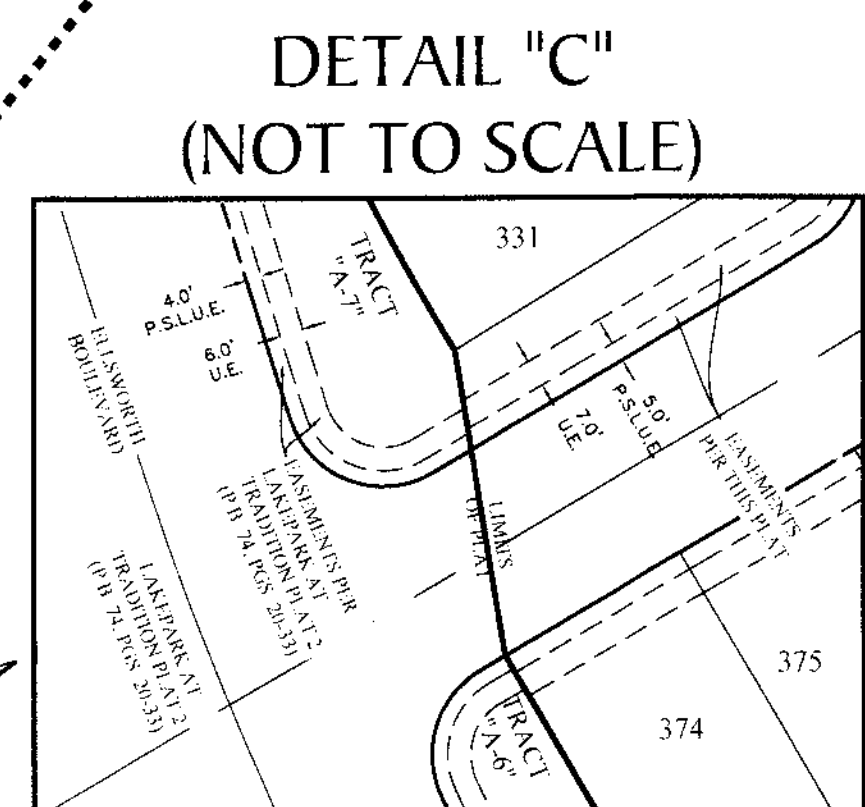 DETAIL "C"
(NOT TO SCALE)
331
TRACT
"A-7"
4.0'
P.S.L.U.E.
6.0'
U.E.
ELLSWORTH
BOULEVARD
5.0'
P.S.L.U.E.
7.0'
U.E.
EASEMENTS
PER THIS PLAT
EASEMENTS PER
LAKEPARK AT
TRADITION PLAT 2
(P.B. 74, PGS. 20-33)
LIMITS
OF PLAT
LAKEPARK AT
TRADITION PLAT 2
(P.B. 74, PGS. 20-33)
375
374
TRACT
"A-6"